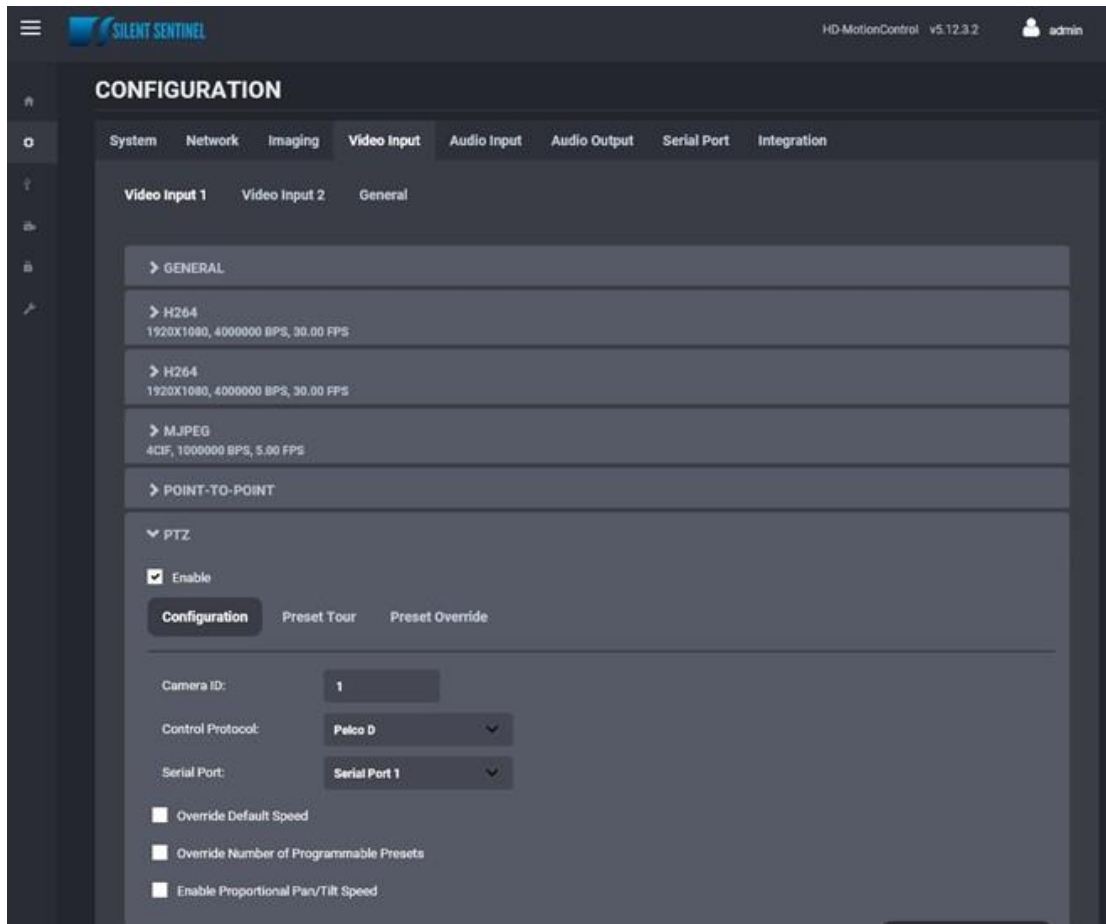 SILENT SENTINEL HD-MotionControl v5.12.3.2 admin
CONFIGURATION
System Network Imaging Video Input Audio Input Audio Output Serial Port Integration
Video Input 1 Video Input 2 General
GENERAL
H264
1920X1080, 4000000 BPS, 30.00 FPS
H264
1920X1080, 4000000 BPS, 30.00 FPS
MJPEG
4CIF, 1000000 BPS, 5.00 FPS
POINT-TO-POINT
PTZ
Enable
Configuration Preset Tour Preset Override
Camera ID: 1
Control Protocol: Pelco D
Serial Port: Serial Port 1
Override Default Speed
Override Number of Programmable Presets
Enable Proportional Pan/Tilt Speed